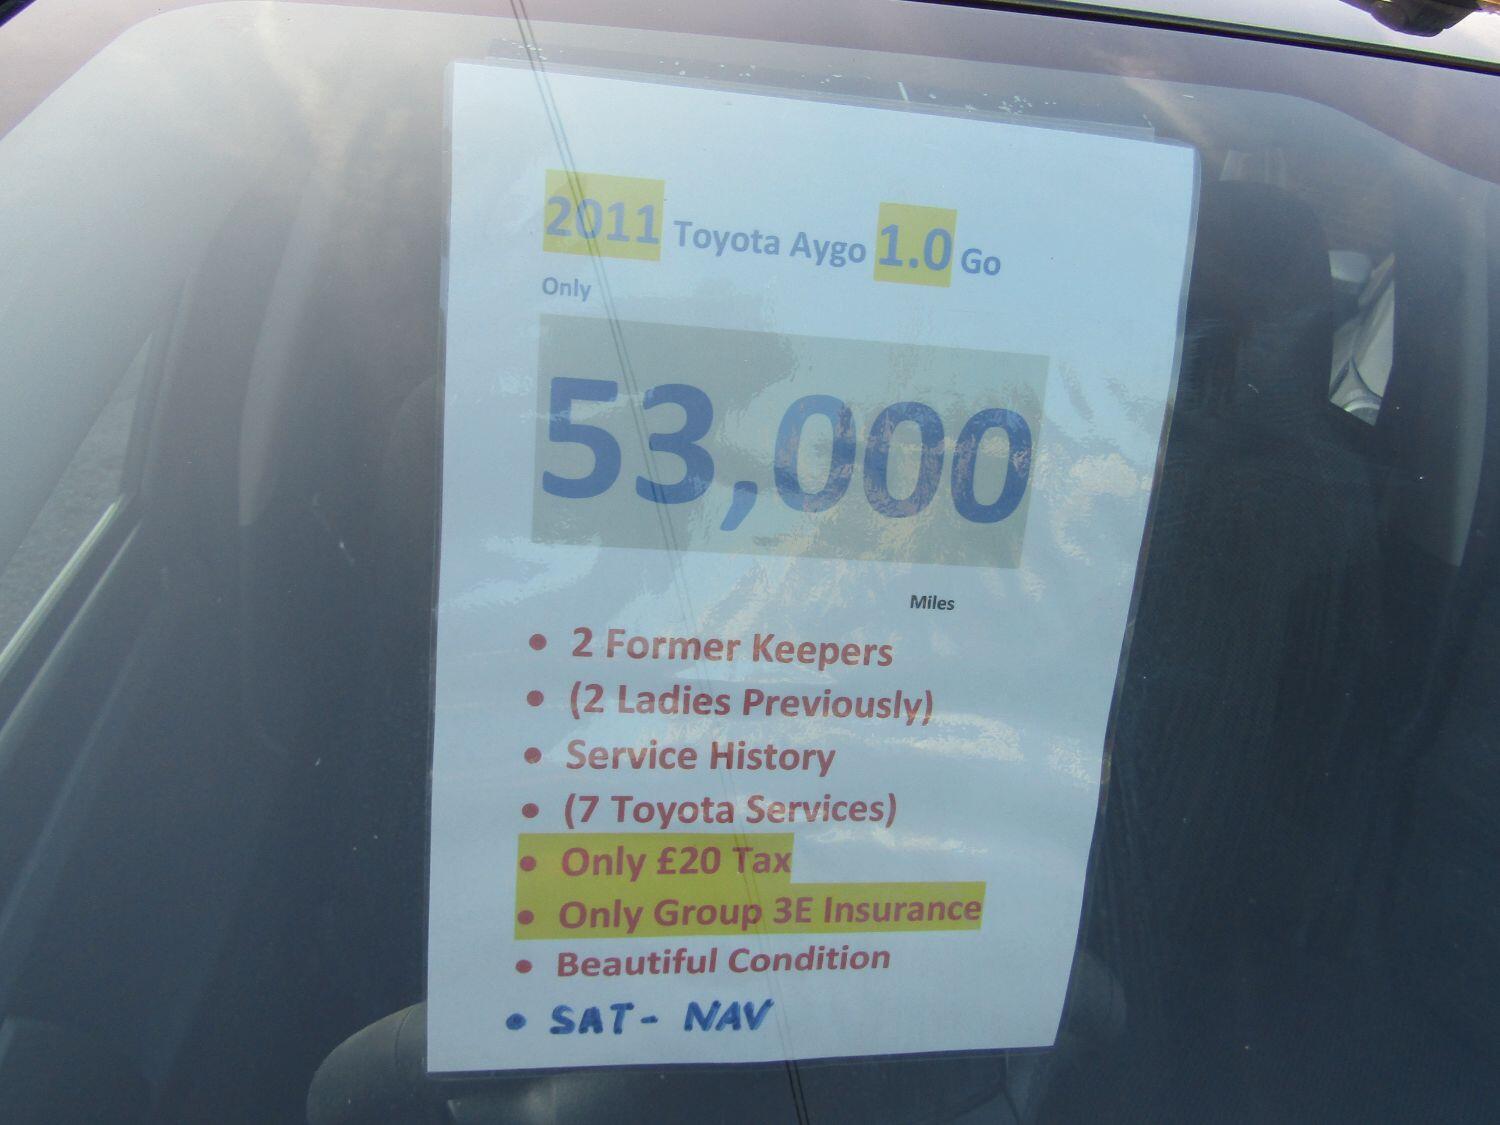 2011 Toyota Aygo 1.0 Go
Only
53,000
Miles
• 2 Former Keepers
• (2 Ladies Previously)
• Service History
• (7 Toyota Services)
• Only £20 Tax
• Only Group 3E Insurance
• Beautiful Condition
• SAT- NAV